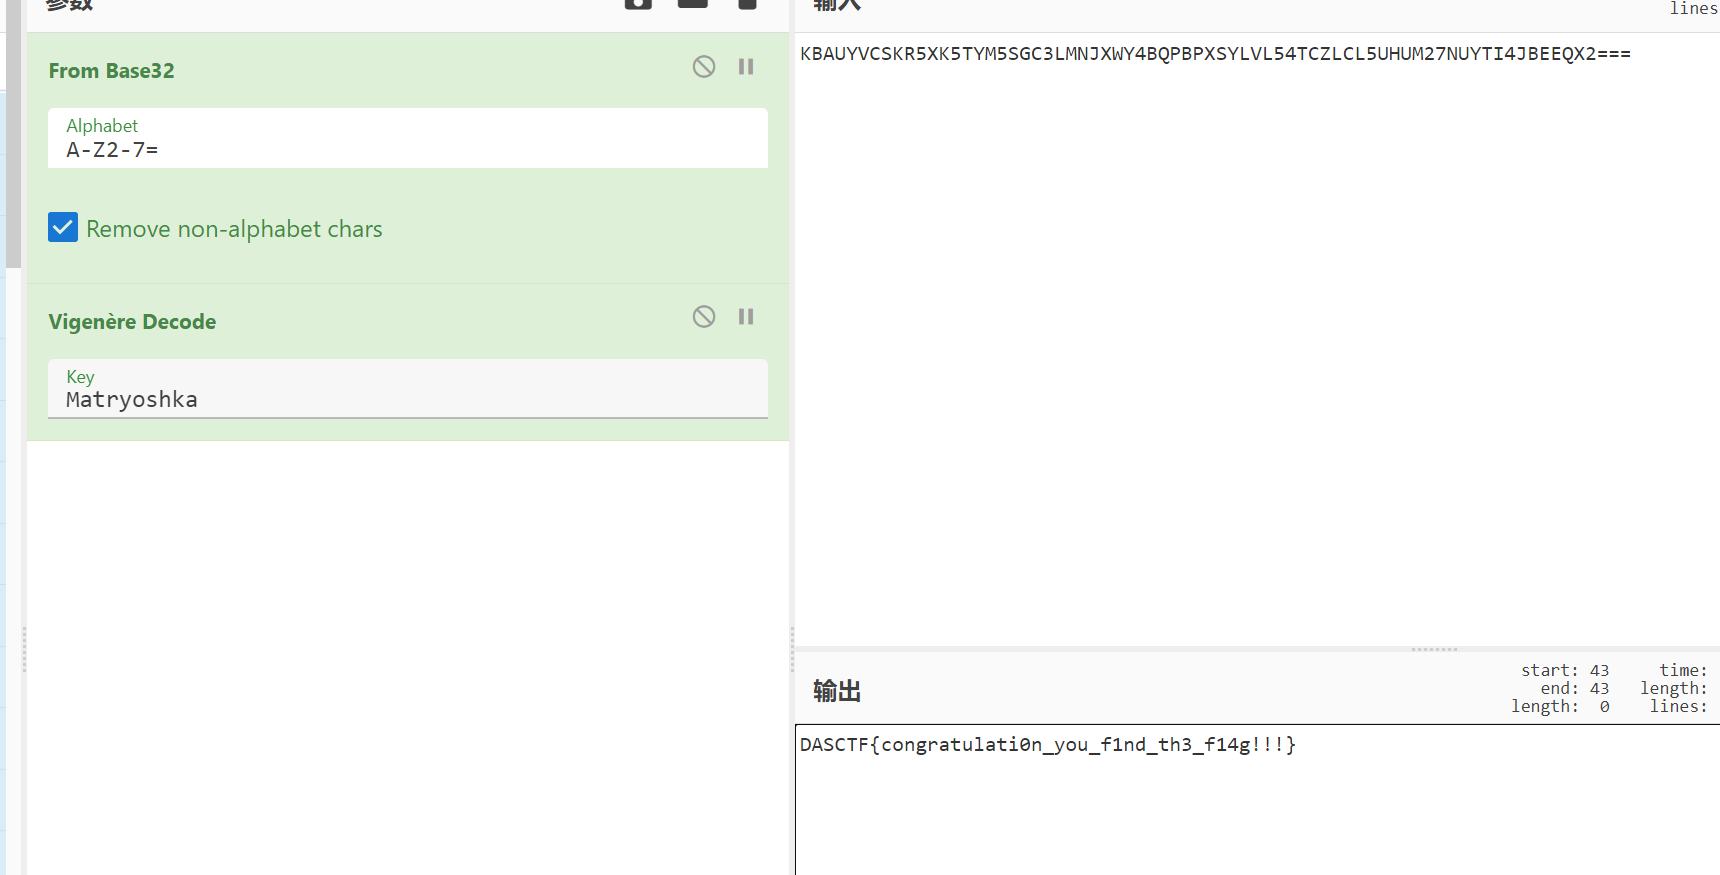 参数
From Base32
Alphabet
A-Z2-7=
Remove non-alphabet chars
Vigenère Decode
Key
Matryoshka
输入
lines
KBAUYVCSKR5XK5TYM5SGC3LMNJXWY4BQPBPXSYLVL54TCZLCL5UHUM27NUYTI4JBEEQX2===
输出
start: 43 time:
end: 43 length:
length: 0 lines:
DASCTF{congratulati0n_you_f1nd_th3_f14g!!!}